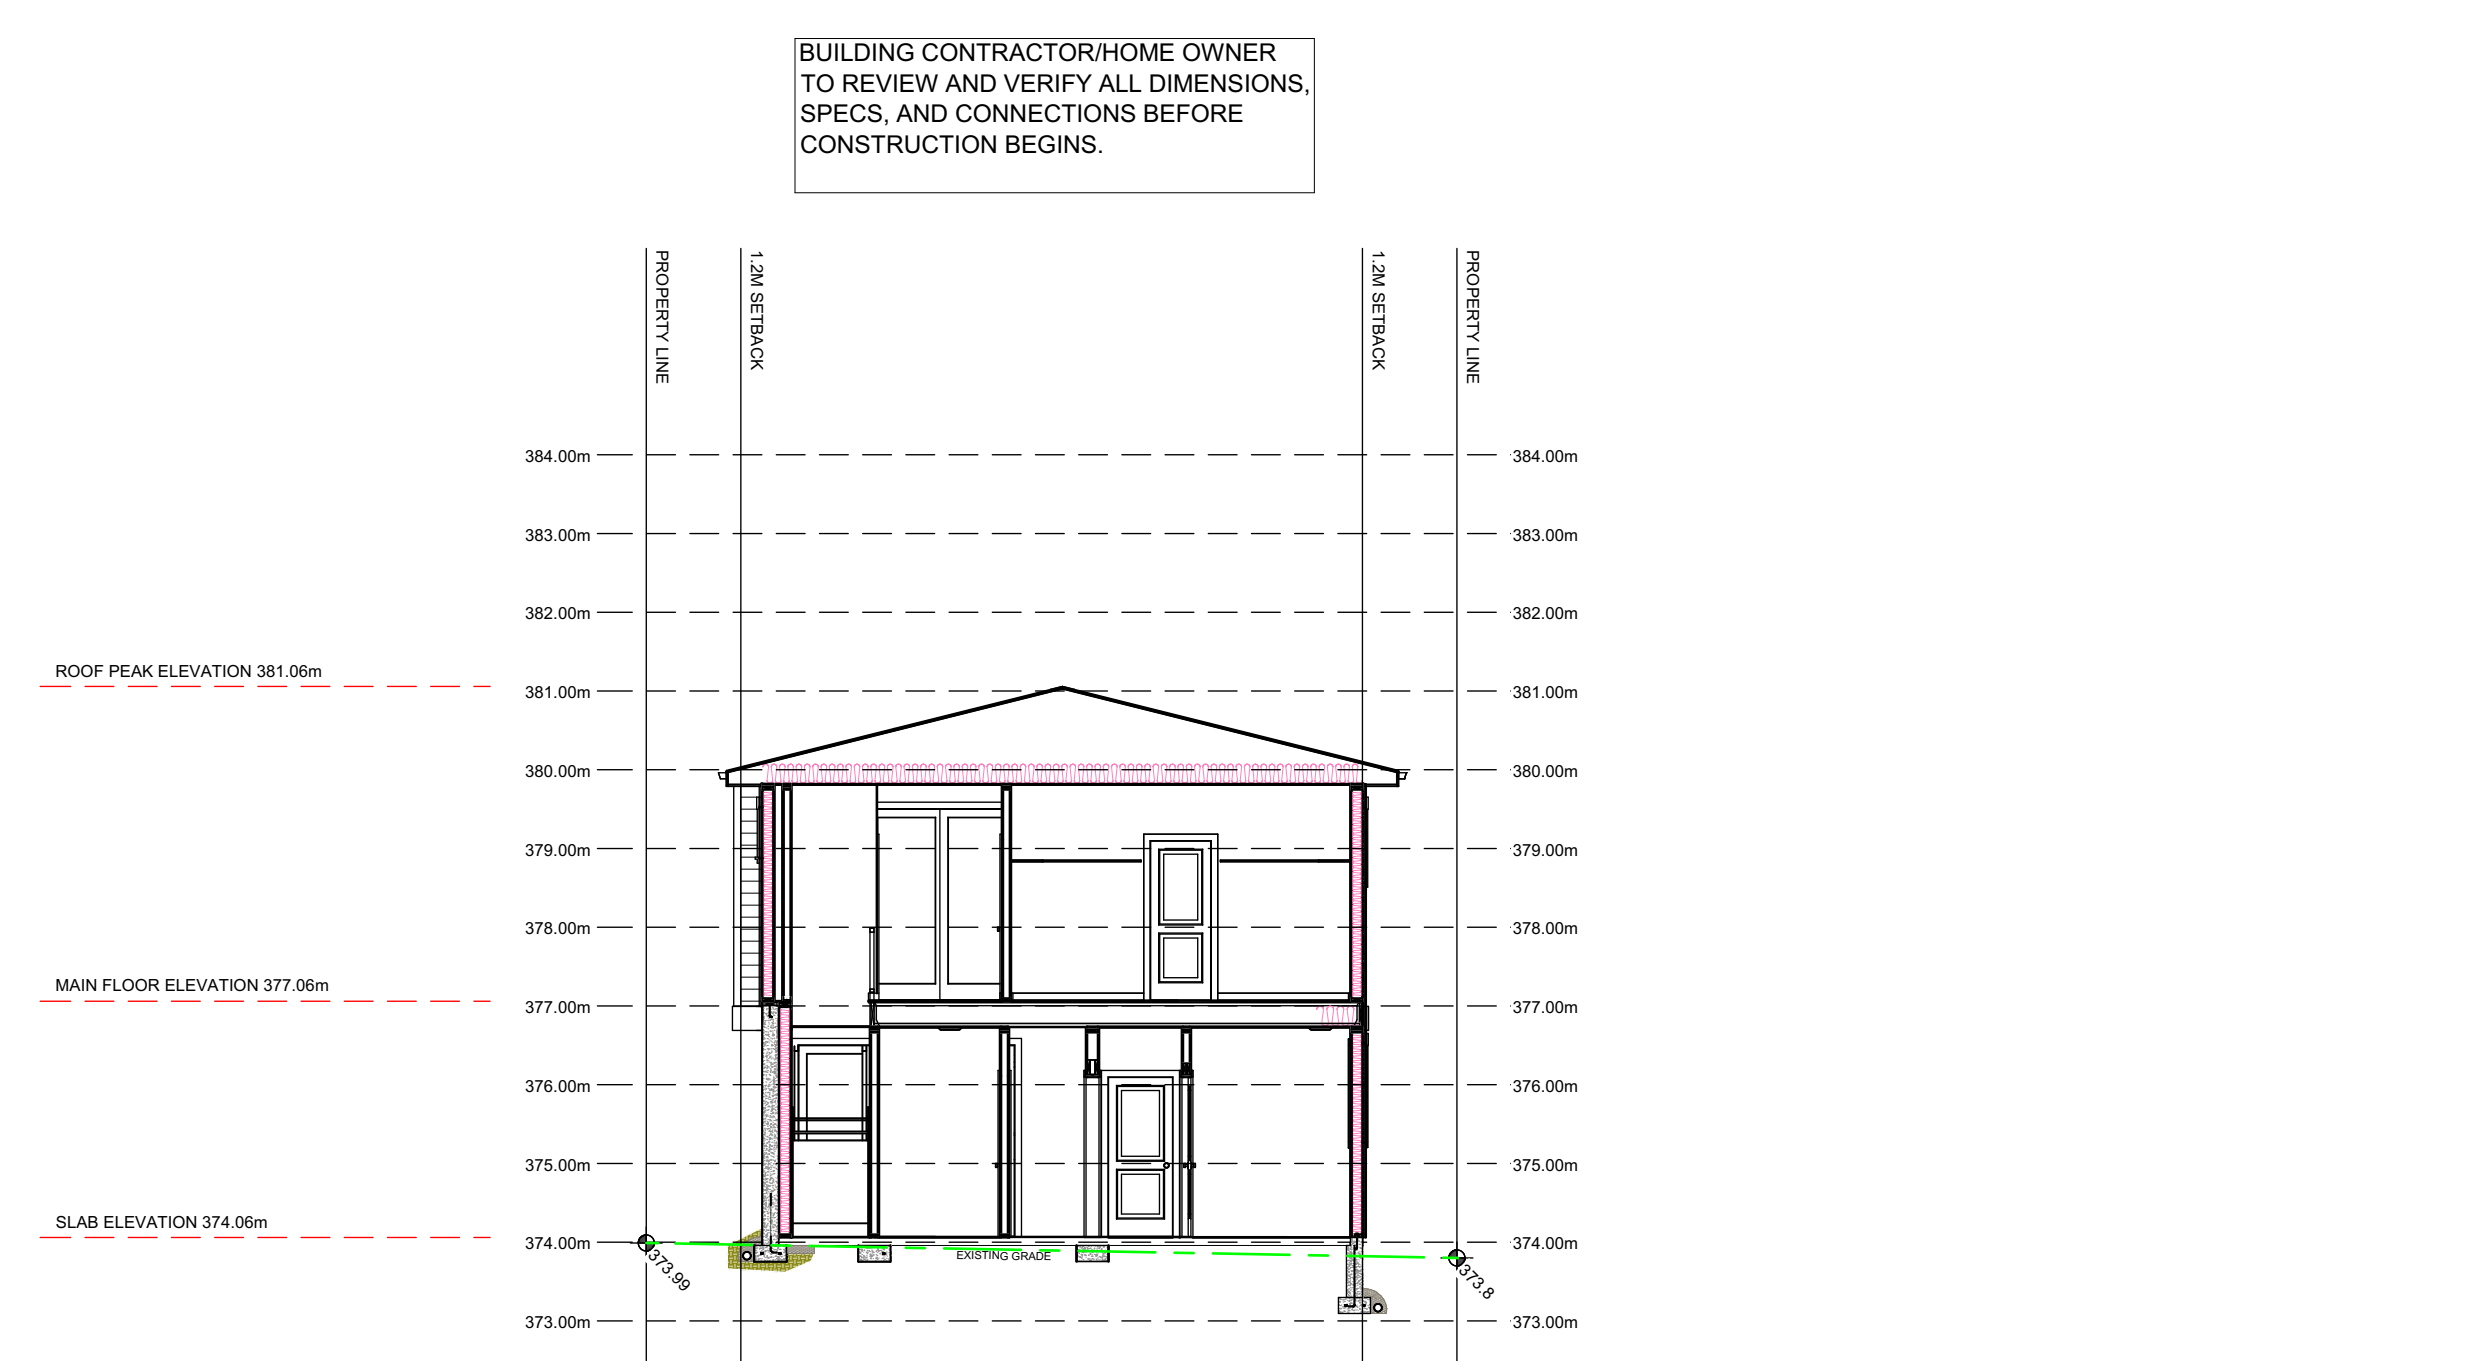 BUILDING CONTRACTOR/HOME OWNER
TO REVIEW AND VERIFY ALL DIMENSIONS,
SPECS, AND CONNECTIONS BEFORE
CONSTRUCTION BEGINS.
PROPERTY LINE
1.2M SETBACK
1.2M SETBACK
PROPERTY LINE
384.00m
384.00m
383.00m
383.00m
382.00m
382.00m
ROOF PEAK ELEVATION 381.06m
381.00m
381.00m
380.00m
380.00m
379.00m
379.00m
378.00m
378.00m
MAIN FLOOR ELEVATION 377.06m
377.00m
377.00m
376.00m
376.00m
375.00m
375.00m
SLAB ELEVATION 374.06m
374.00m
374.00m
EXISTING GRADE
373.99
373.8
373.00m
373.00m